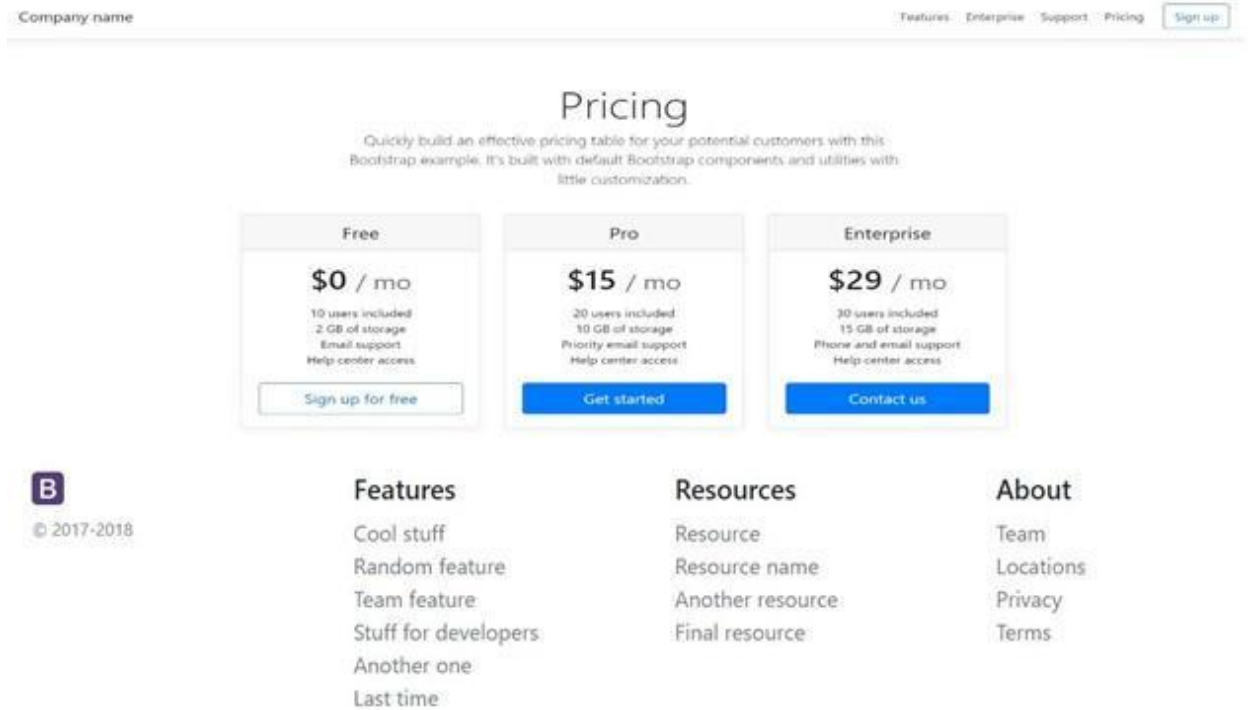 Company name
Features Enterprise Support Pricing Sign up
Pricing
Quickly build an effective pricing table for your potential customers with this
Bootstrap example. It's built with default Bootstrap components and utilities with
little customization.
Free
$0 / mo
10 users included
2 GB of storage
Email support
Help center access
Sign up for free
Pro
$15 / mo
20 users included
10 GB of storage
Priority email support
Help center access
Get started
Enterprise
$29 / mo
30 users included
15 GB of storage
Phone and email support
Help center access
Contact us
B
© 2017-2018
Features
Cool stuff
Random feature
Team feature
Stuff for developers
Another one
Last time
Resources
Resource
Resource name
Another resource
Final resource
About
Team
Locations
Privacy
Terms